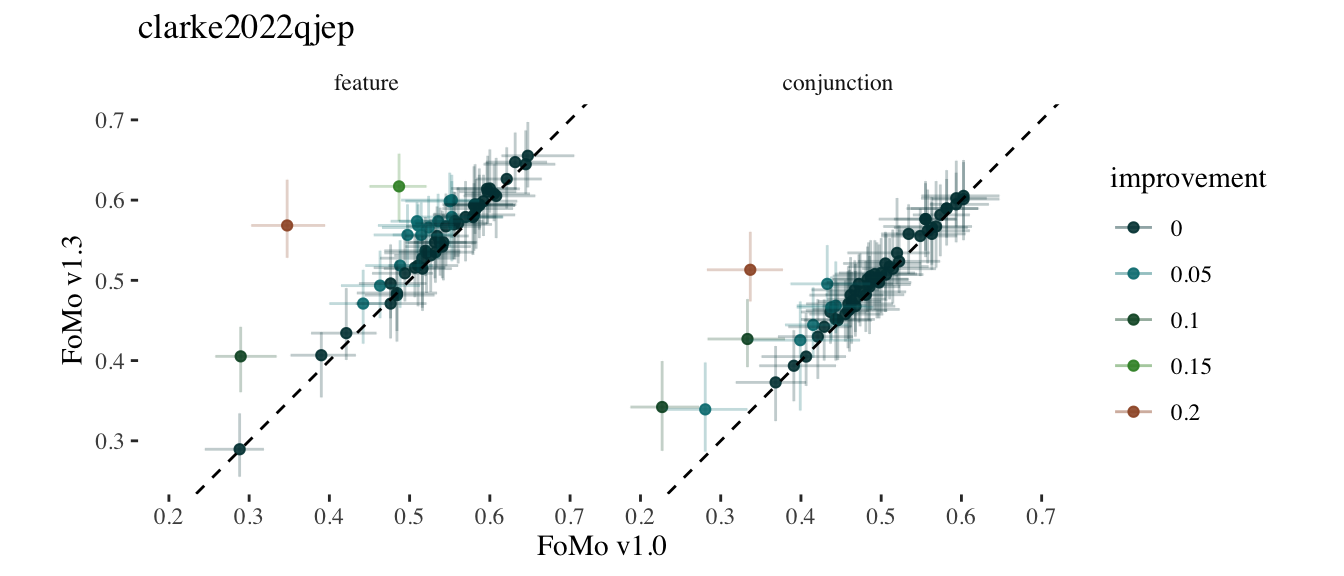 clarke2022qjep
feature
conjunction
0.7
0.6
0.5
0.4
0.3
FoMo v1.3
0.2 0.3 0.4 0.5 0.6 0.7
0.2 0.3 0.4 0.5 0.6 0.7
FoMo v1.0
improvement
0
0.05
0.1
0.15
0.2